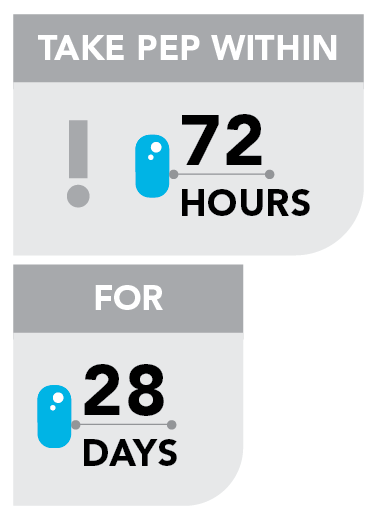 TAKE PEP WITHIN
72
HOURS
FOR
28
DAYS